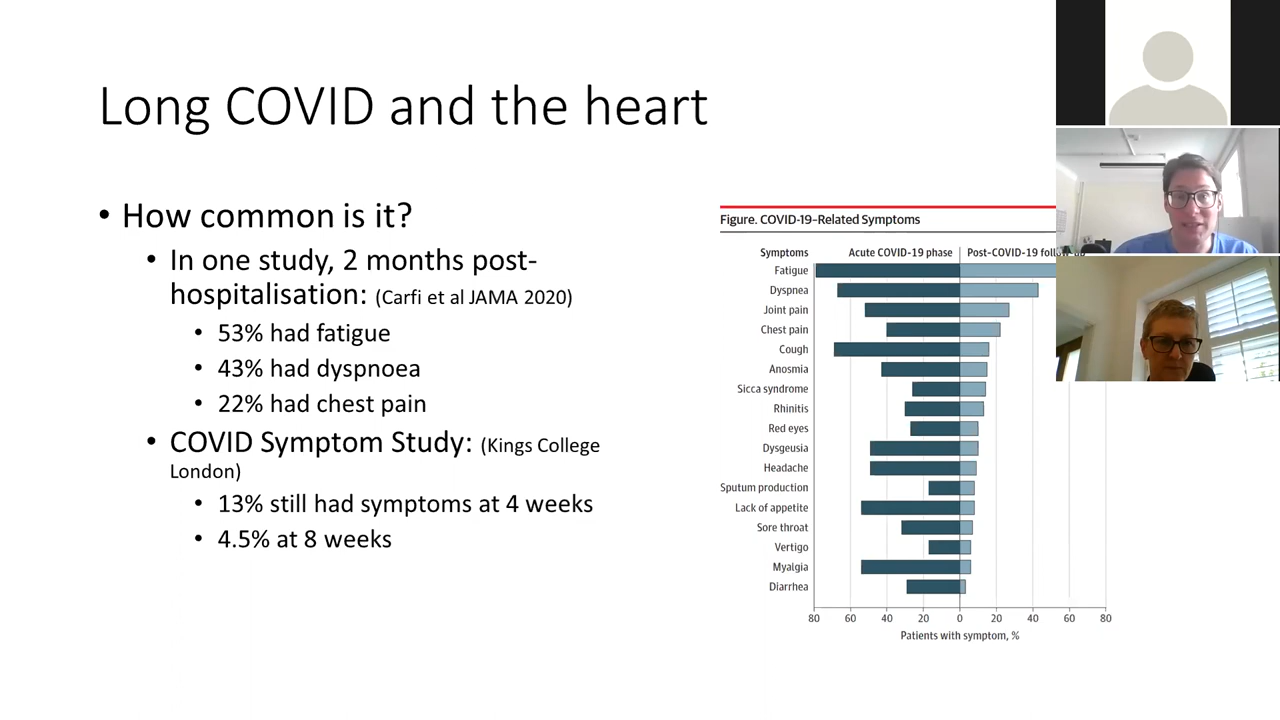 Long COVID and the heart
• How common is it?
• In one study, 2 months post-
hospitalisation: (Carfi et al JAMA 2020)
• 53% had fatigue
• 43% had dyspnoea
• 22% had chest pain
• COVID Symptom Study: (Kings College
London)
• 13% still had symptoms at 4 weeks
• 4.5% at 8 weeks
Figure. COVID-19–Related Symptoms
Symptoms Acute COVID-19 phase Post-COVID-19 follow-up
Fatigue
Dyspnea
Joint pain
Chest pain
Cough
Anosmia
Sicca syndrome
Rhinitis
Red eyes
Dysgeusia
Headache
Sputum production
Lack of appetite
Sore throat
Vertigo
Myalgia
Diarrhea
80 60 40 20 0 20 40 60 80
Patients with symptom, %